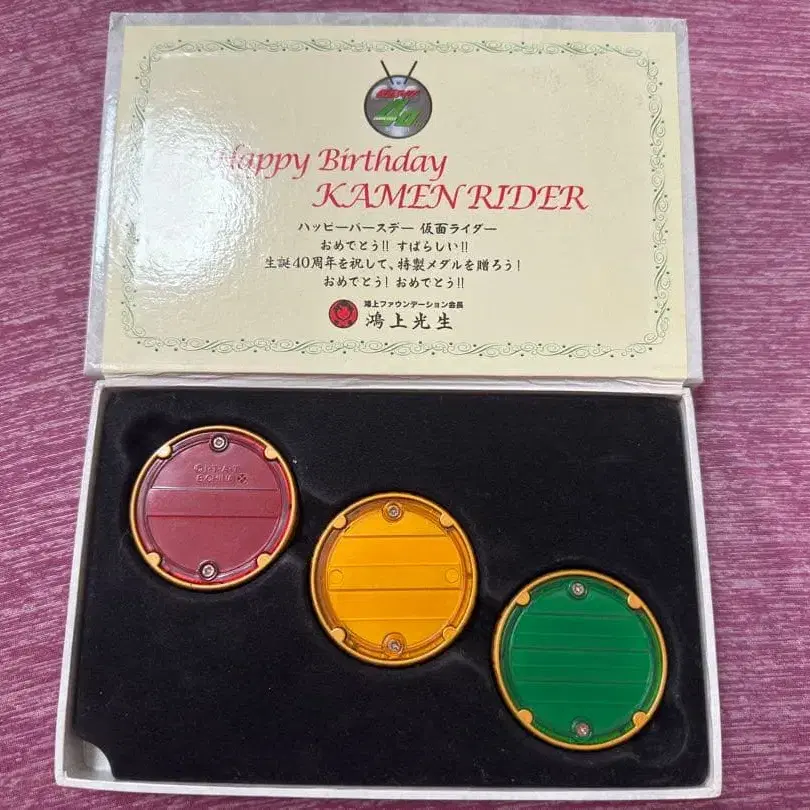 Happy Birthday
KAMEN RIDER
ハッピーバースデー 仮面ライダー
おめでとう!! すばらしい!!
生誕40周年を祝して、特製メダルを贈ろう!
おめでとう! おめでとう!!
鴻上ファウンデーション会長
鴻上光生